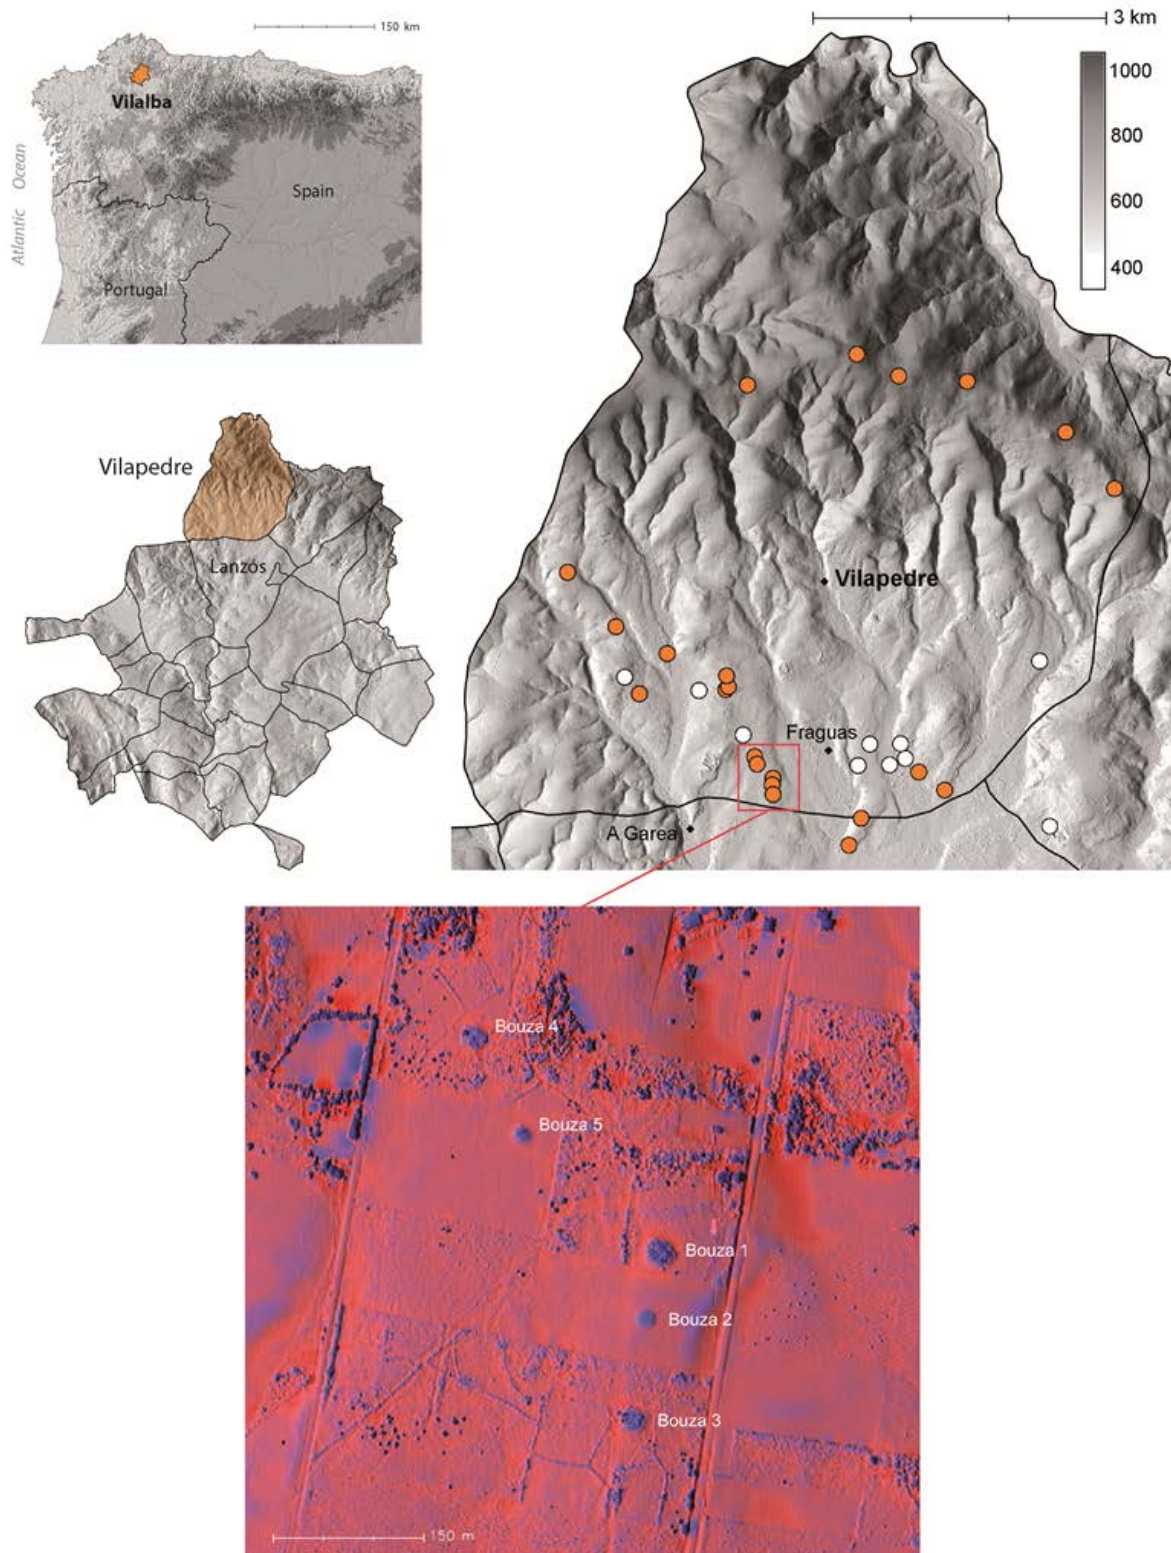 150 km
Vilalba
Atlantic Ocean
Spain
Portugal
3 km
1000
800
600
400
Vilapedre
Lanzós
Vilapedre
Fraguas
A Garea
Bouza 4
Bouza 5
Bouza 1
Bouza 2
Bouza 3
150 m